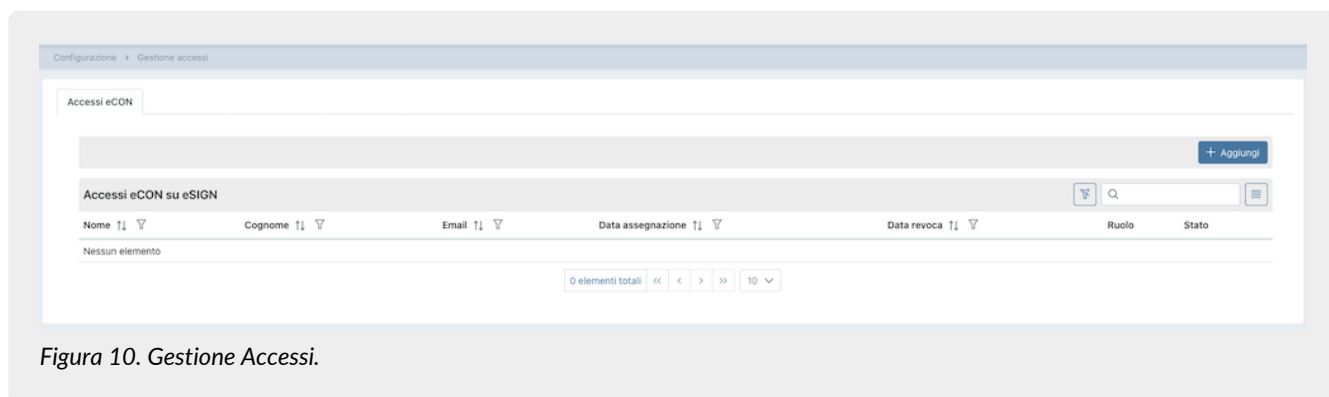 Configurazione > Gestione accessi
Accessi eCON
+ Aggiungi
Accessi eCON su eSIGN
Nome Cognome Email Data assegnazione Data revoca Ruolo Stato
Nessun elemento
0 elementi totali << < > >> 10
Figura 10. Gestione Accessi.